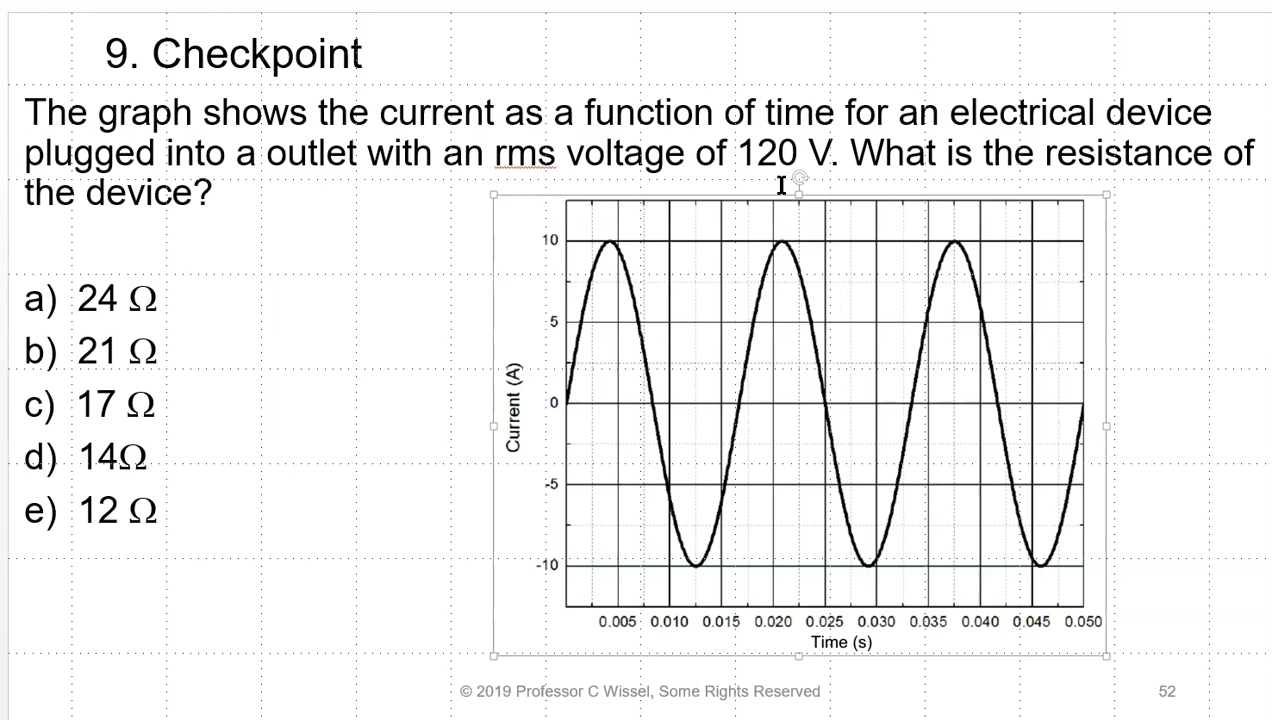 9. Checkpoint
The graph shows the current as a function of time for an electrical device
plugged into a outlet with an rms voltage of 120 V. What is the resistance of
the device?
a) 24 Ω
b) 21 Ω
c) 17 Ω
d) 14Ω
e) 12 Ω
10
5
0
-5
-10
Current (A)
0.005 0.010 0.015 0.020 0.025 0.030 0.035 0.040 0.045 0.050
Time (s)
© 2019 Professor C Wissel, Some Rights Reserved
52